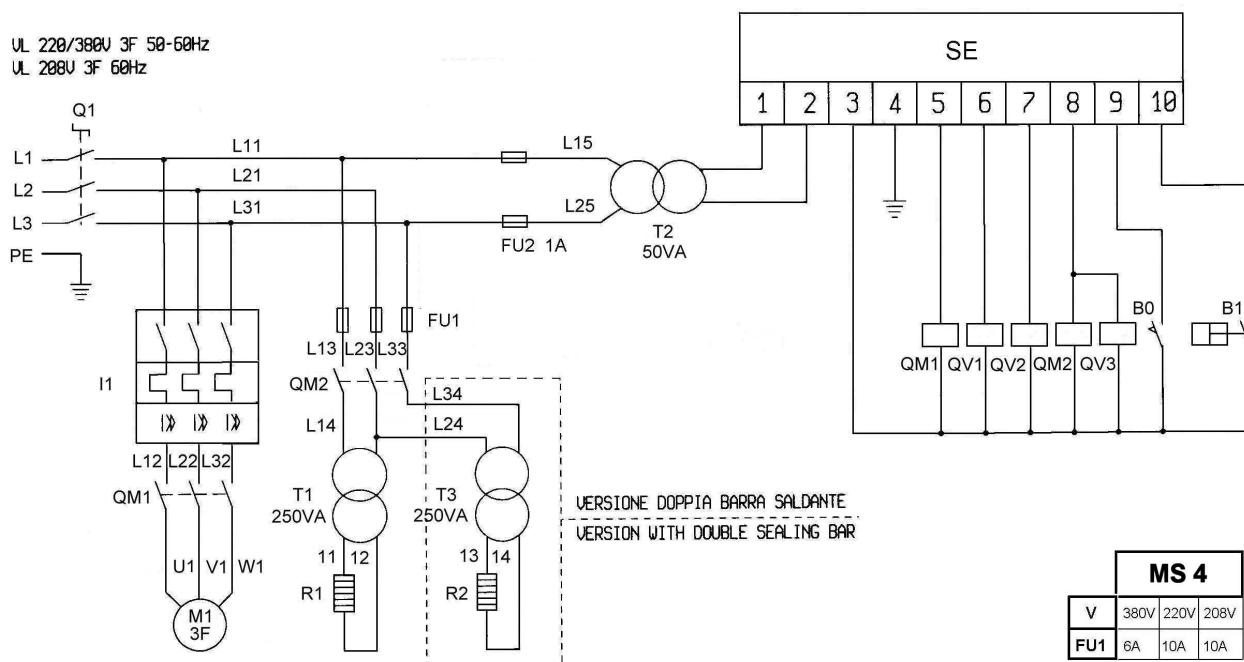 VL 220/380V 3F 50-60Hz
VL 208V 3F 60Hz
SE
1 2 3 4 5 6 7 8 9 10
Q1
L1 L11 L15
L2 L21
L3 L31 L25
FU2 1A
T2
50VA
PE
FU1
L13 L23 L33
I1
QM2
L34
L14 L24
B0 B1
QM1 QV1 QV2 QM2 QV3
L12 L22 L32
QM1
T1
250VA
T3
250VA
VERSIONE DOPPIA BARRA SALDANTE
VERSION WITH DOUBLE SEALING BAR
11 12
13 14
U1 V1 W1
R1
R2
M1
3F
MS 4
V 380V 220V 208V
FU1 6A 10A 10A